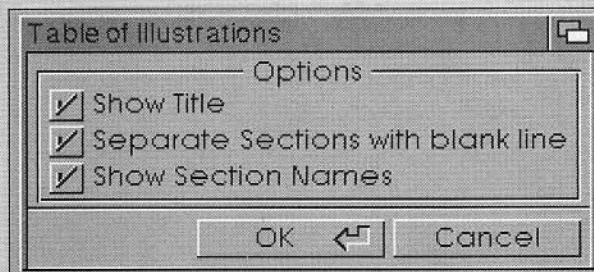 Table of Illustrations
Options
Show Title
Separate Sections with blank line
Show Section Names
OK
Cancel